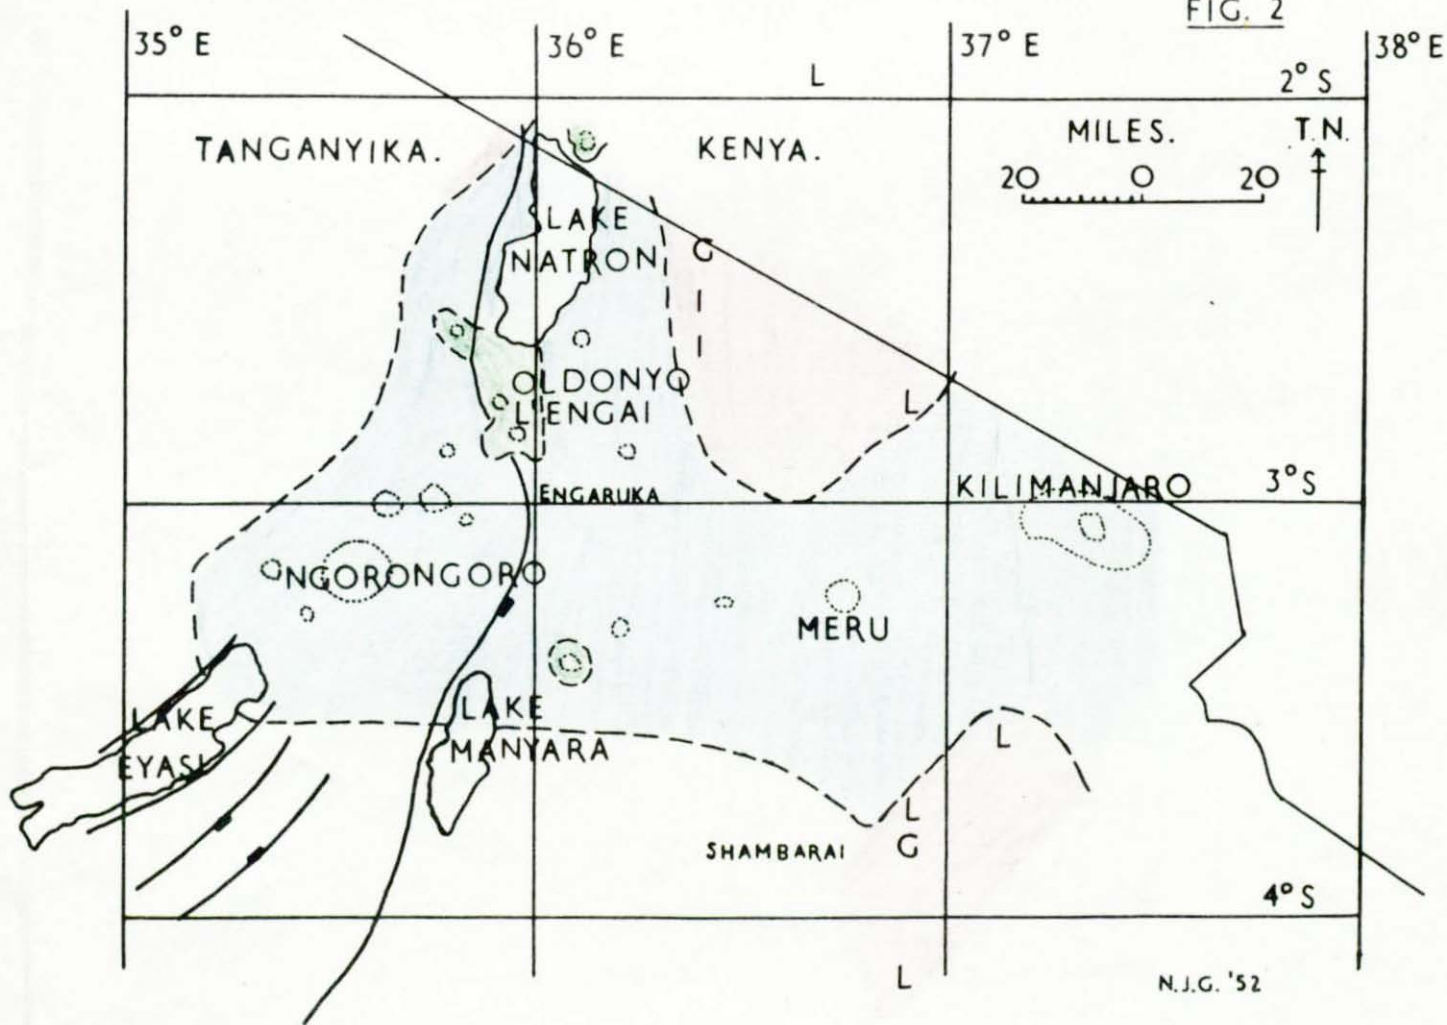 FIG. 2
35° E
36° E
37° E
38° E
L
2° S
TANGANYIKA.
KENYA.
MILES.
T.N.
20 0 20
LAKE
NATRON
G
OLDONYO
L'ENGAI
L
ENGARUKA
KILIMANJARO
3° S
NGORONGORO
MERU
LAKE
MANYARA
LAKE
EYASI
L
L
G
SHAMBARAI
4° S
L
N.J.G. '52